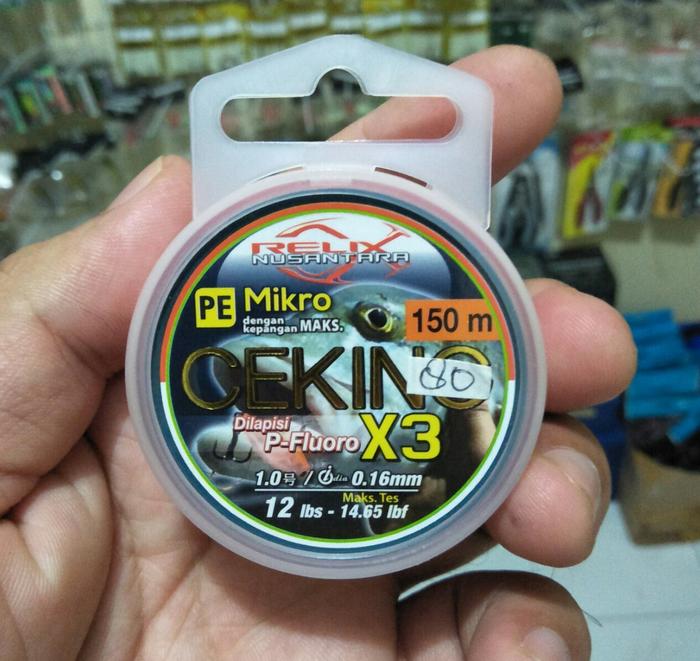 RELIX
NUSANTARA
PE Mikro
dengan
kepangan MAKS.
150 m
CEKING
80
Dilapisi
P-Fluoro X3
1.0号 / dia 0.16mm
Maks. Tes
12 lbs - 14.65 lbf